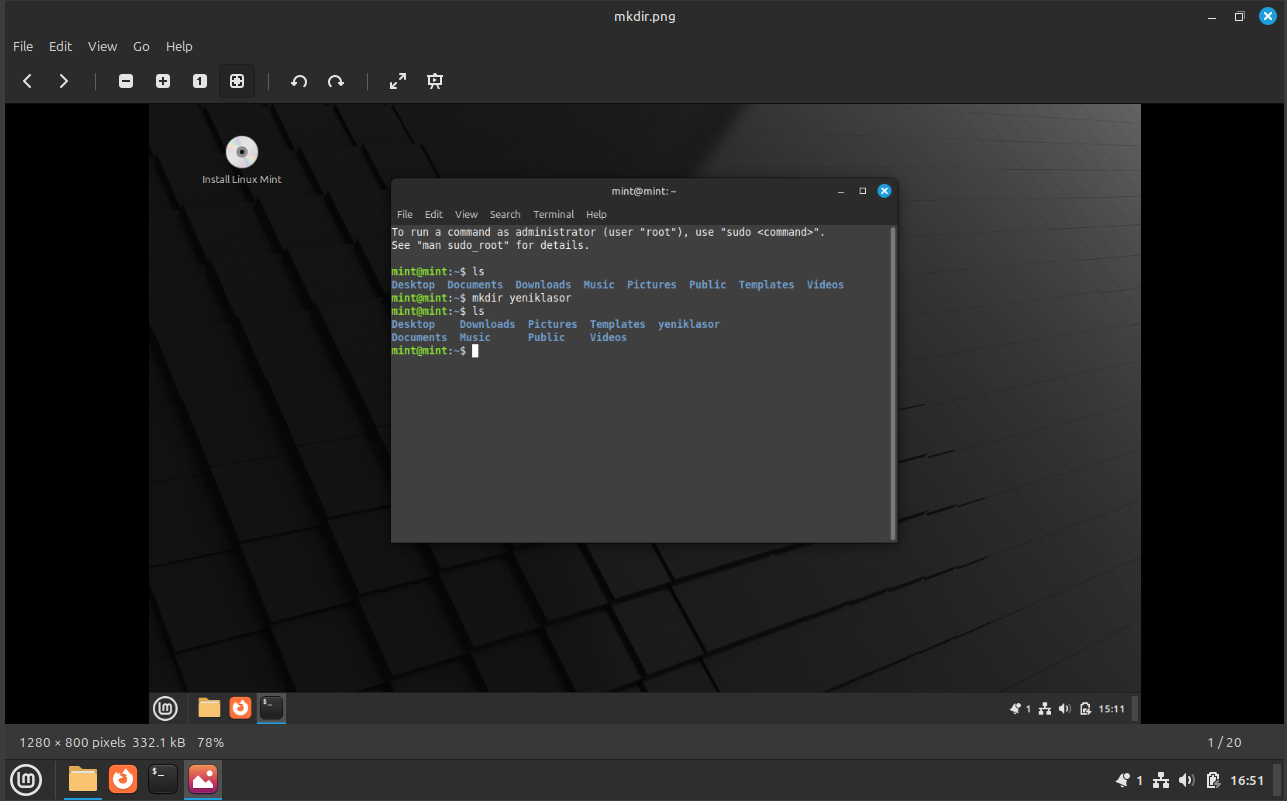 mkdir.png
File Edit View Go Help
1
Install Linux Mint
mint@mint: ~
File Edit View Search Terminal Help
To run a command as administrator (user "root"), use "sudo <command>".
See "man sudo_root" for details.
mint@mint:~$ ls
Desktop Documents Downloads Music Pictures Public Templates Videos
mint@mint:~$ mkdir yeniklasor
mint@mint:~$ ls
Desktop Downloads Pictures Templates yeniklasor
Documents Music Public Videos
mint@mint:~$
$_
1 15:11
1280 × 800 pixels 332.1 kB 78%
1 / 20
$_
1 16:51